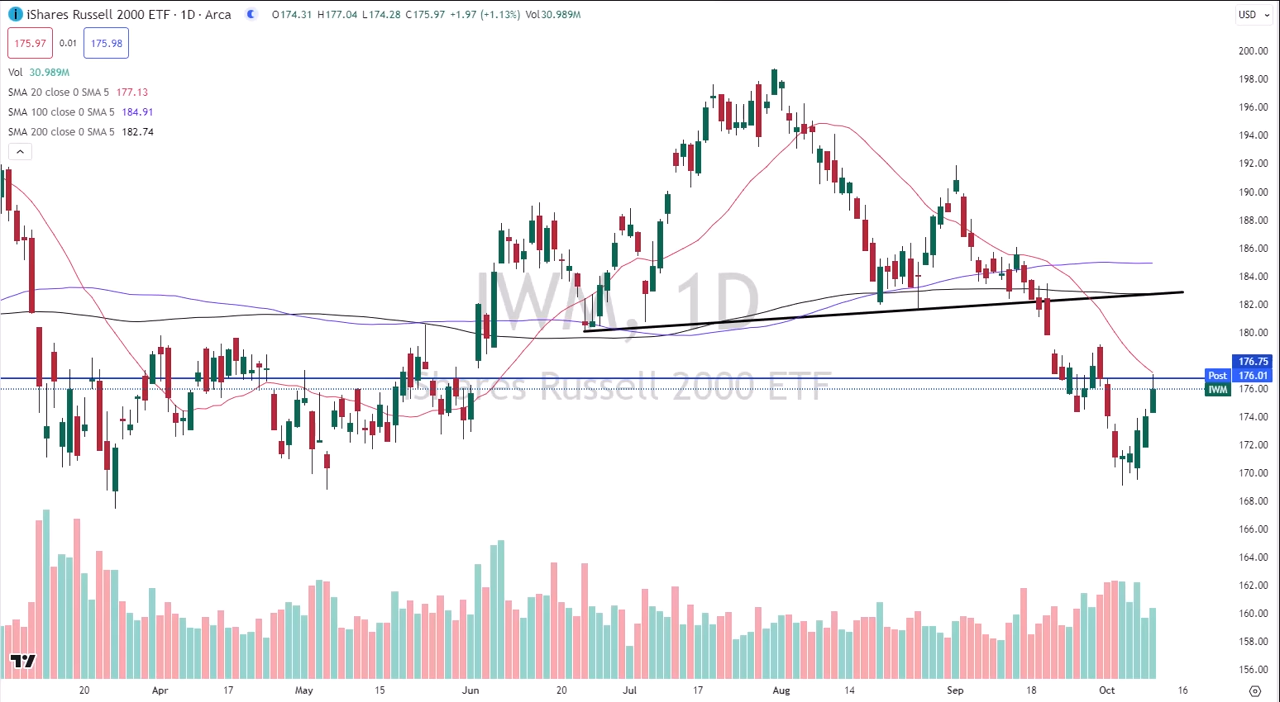 iShares Russell 2000 ETF · 1D · Arca O174.31 H177.04 L174.28 C175.97 +1.97 (+1.13%) Vol30.989M
USD
175.97 0.01 175.98
Vol 30.989M
SMA 20 close 0 SMA 5 177.13
SMA 100 close 0 SMA 5 184.91
SMA 200 close 0 SMA 5 182.74
IWM, 1D
iShares Russell 2000 ETF
200.00
198.00
196.00
194.00
192.00
190.00
188.00
186.00
184.00
182.00
180.00
176.75
Post 176.01
IWM 176.00
174.00
172.00
170.00
168.00
166.00
164.00
162.00
160.00
158.00
156.00
20 Apr 17 May 15 Jun 20 Jul 17 Aug 14 Sep 18 Oct 16